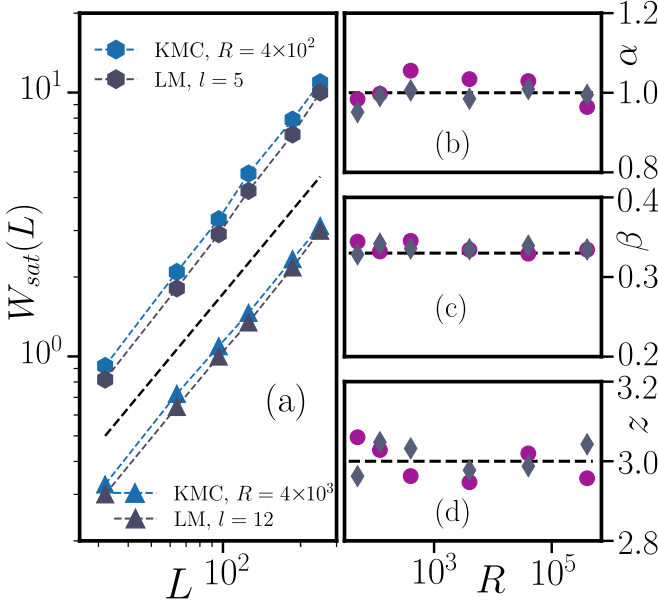 KMC, R = 4×10²
LM, l = 5
10¹
10⁰
W_sat(L)
(a)
KMC, R = 4×10³
LM, l = 12
L
10²
1.2
1.0
0.8
α
(b)
0.4
0.3
0.2
β
(c)
3.2
3.0
2.8
z
(d)
10³
R
10⁵